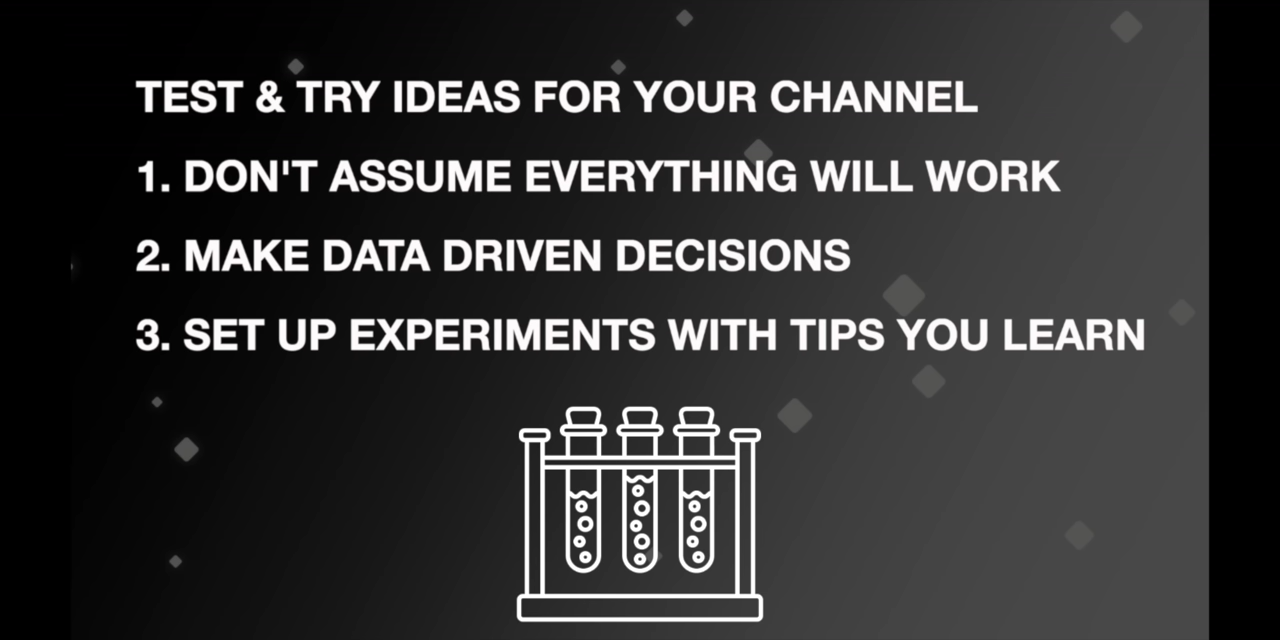 TEST & TRY IDEAS FOR YOUR CHANNEL
1. DON'T ASSUME EVERYTHING WILL WORK
2. MAKE DATA DRIVEN DECISIONS
3. SET UP EXPERIMENTS WITH TIPS YOU LEARN